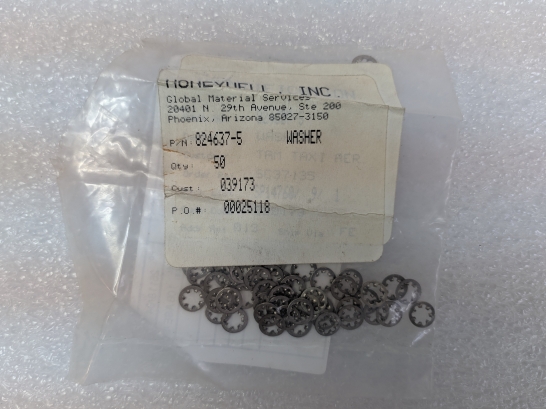 HONEYWELL, INC.
Global Material Services
20401 N. 29th Avenue, Ste 200
Phoenix, Arizona 85027-3150
P/N: 824637-5 WASHER
Qty: 50
Cust: 039173
P.O.#: 00025118